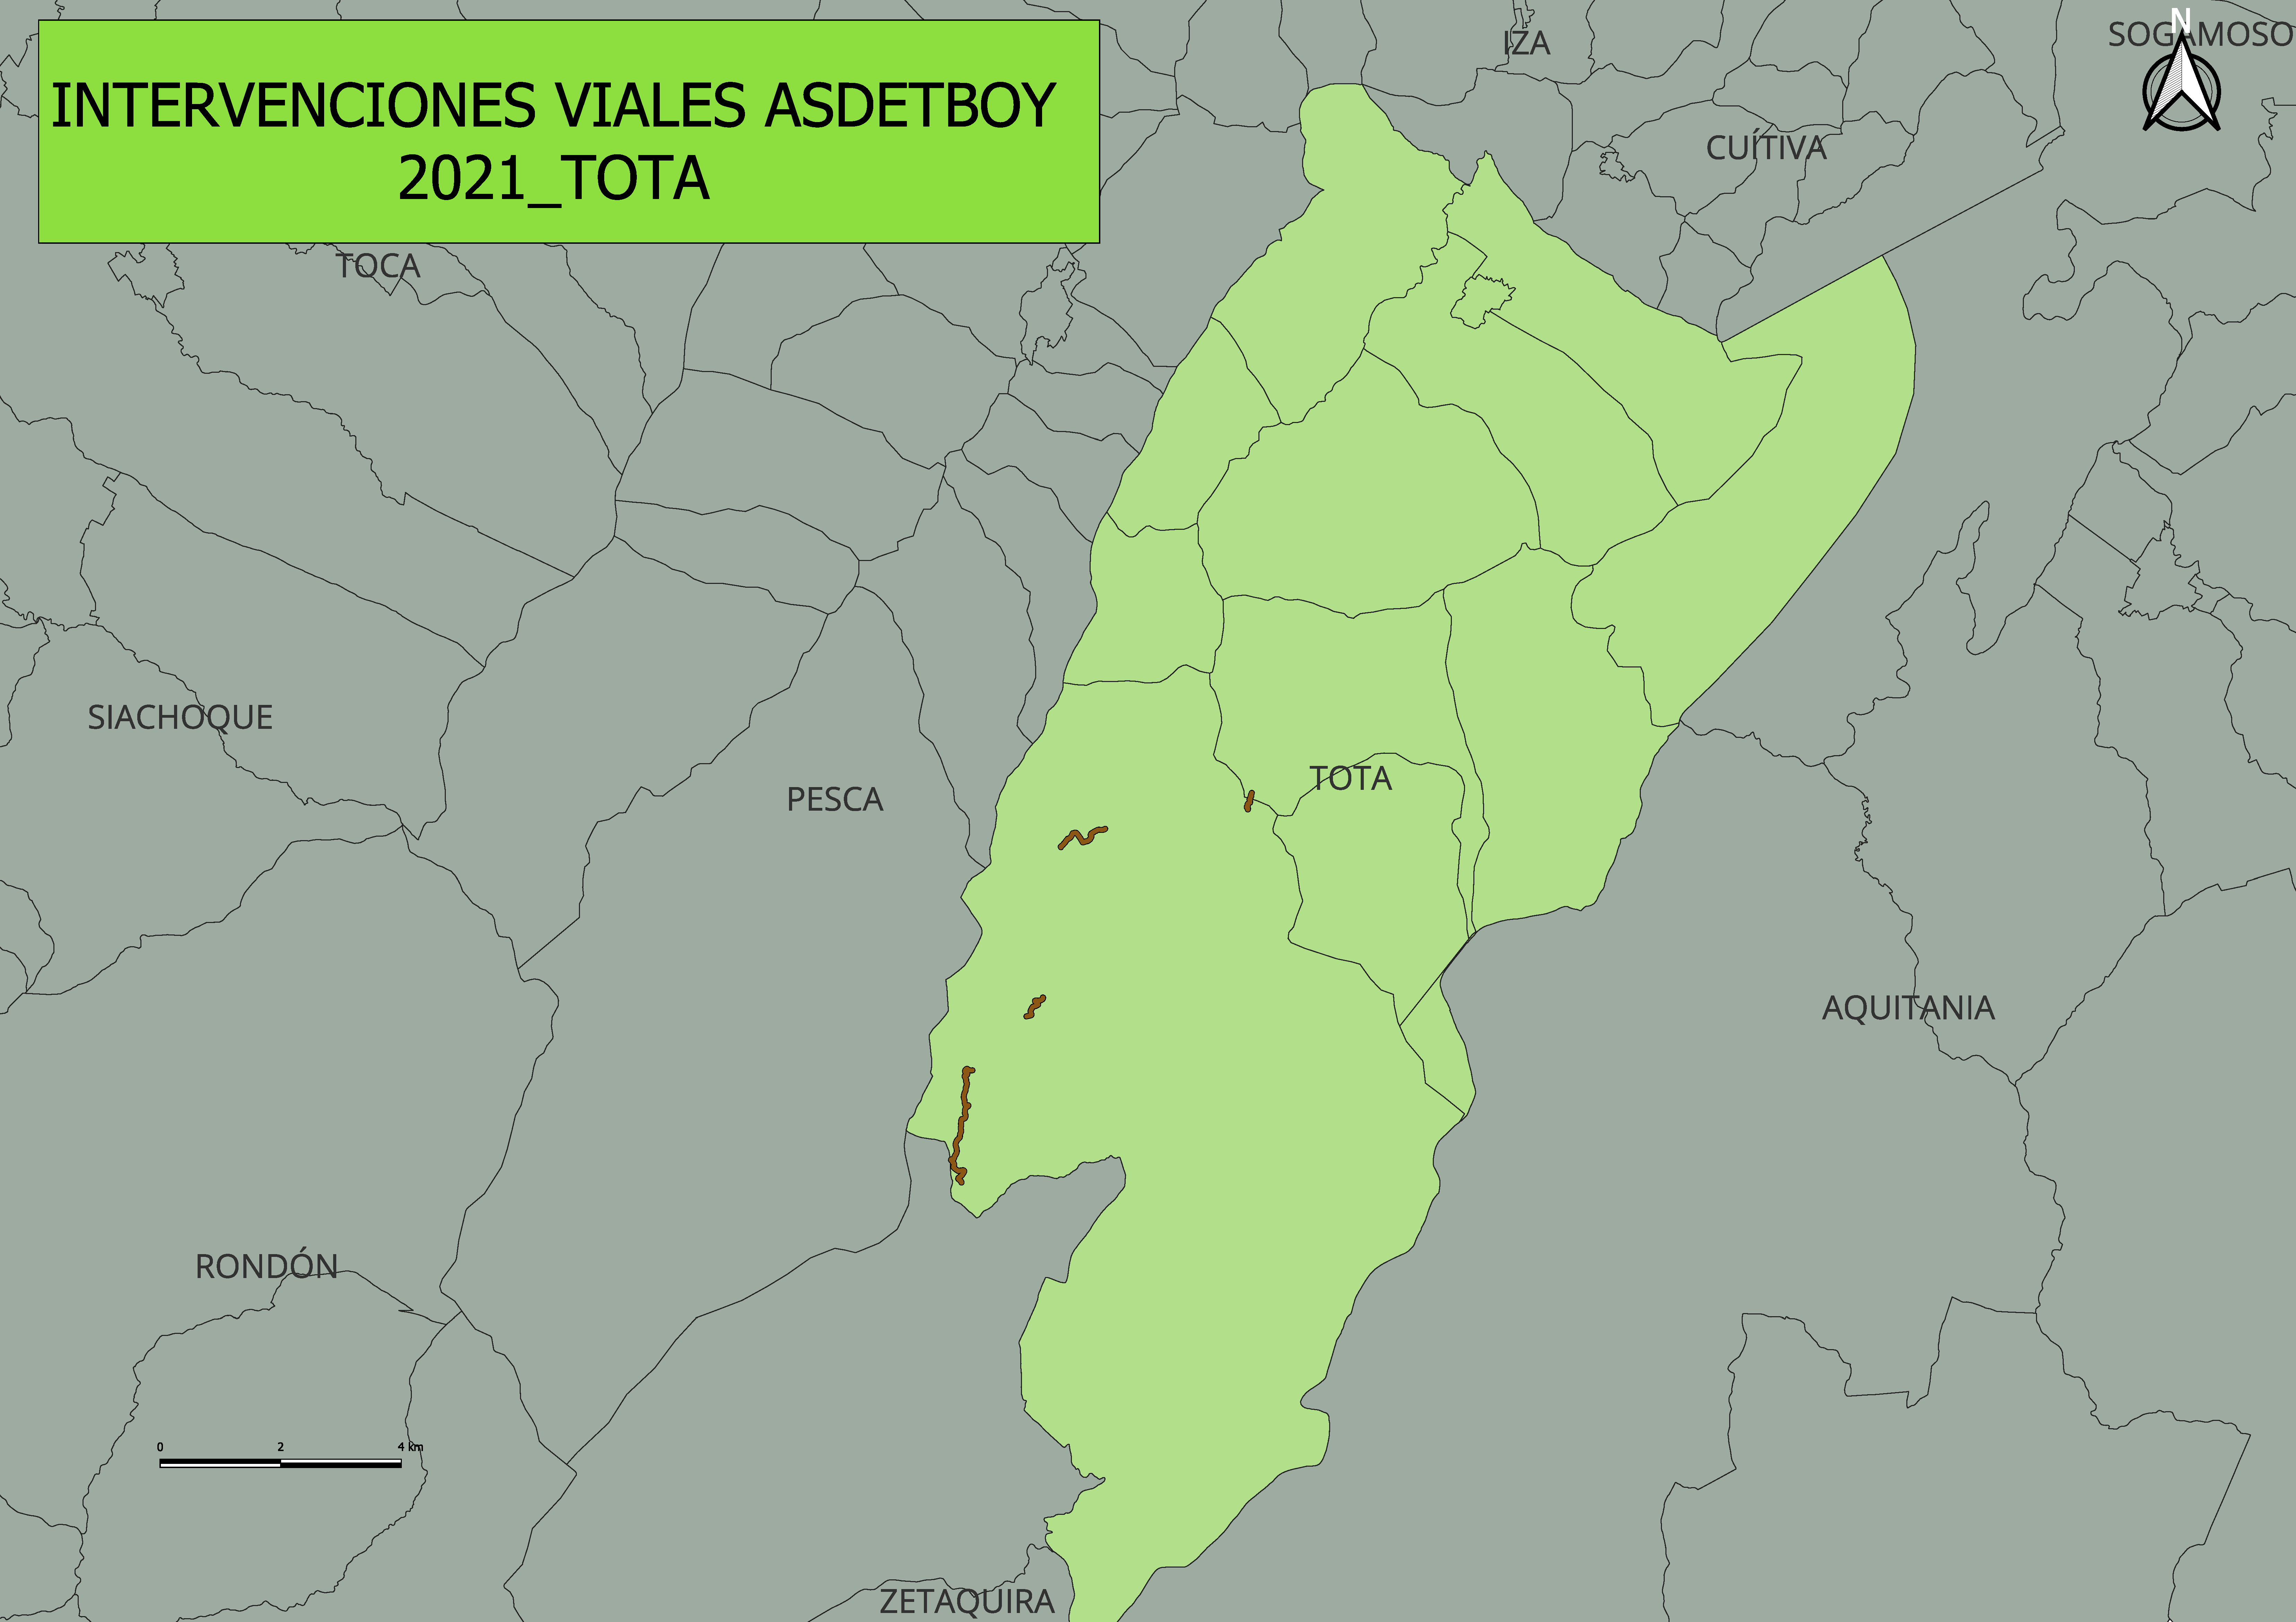 INTERVENCIONES VIALES ASDETBOY
2021_TOTA
N
IZA
SOGAMOSO
CUÍTIVA
TOCA
SIACHOQUE
PESCA
TOTA
AQUITANIA
RONDÓN
0 2 4 km
ZETAQUIRA